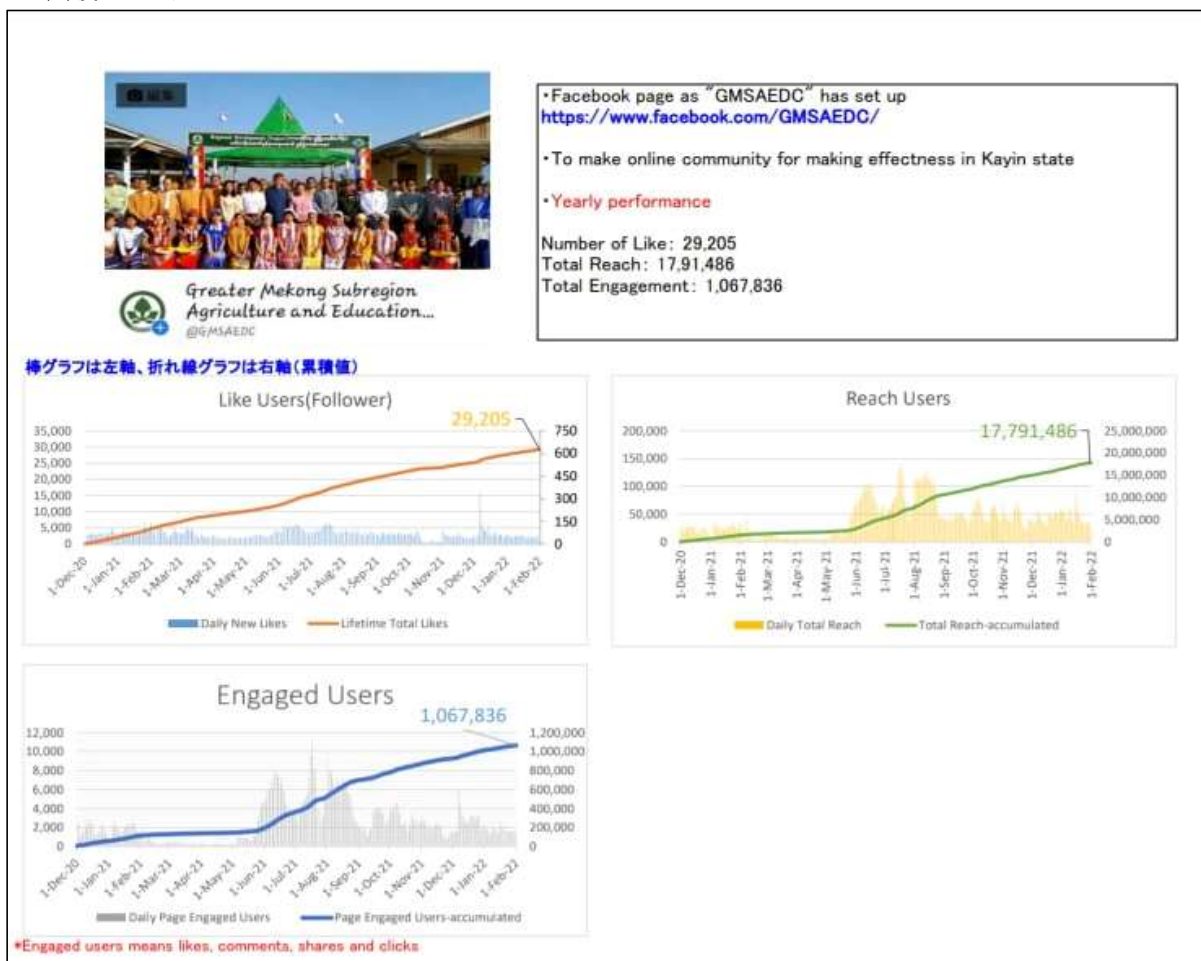 編集
・Facebook page as "GMSAEDC" has set up
https://www.facebook.com/GMSAEDC/
・To make online community for making effectness in Kayin state
・Yearly performance
Number of Like: 29,205
Total Reach: 17,91,486
Total Engagement: 1,067,836
Greater Mekong Subregion
Agriculture and Education...
@GMSAEDC
棒グラフは左軸、折れ線グラフは右軸(累積値)
Like Users(Follower)
29,205
35,000
30,000
25,000
20,000
15,000
10,000
5,000
0
750
600
450
300
150
0
1-Dec-20
1-Jan-21
1-Feb-21
1-Mar-21
1-Apr-21
1-May-21
1-Jun-21
1-Jul-21
1-Aug-21
1-Sep-21
1-Oct-21
1-Nov-21
1-Dec-21
1-Jan-22
1-Feb-22
Daily New Likes
Lifetime Total Likes
Reach Users
17,791,486
200,000
150,000
100,000
50,000
0
25,000,000
20,000,000
15,000,000
10,000,000
5,000,000
0
1-Dec-20
1-Jan-21
1-Feb-21
1-Mar-21
1-Apr-21
1-May-21
1-Jun-21
1-Jul-21
1-Aug-21
1-Sep-21
1-Oct-21
1-Nov-21
1-Dec-21
1-Jan-22
1-Feb-22
Daily Total Reach
Total Reach-accumulated
Engaged Users
1,067,836
12,000
10,000
8,000
6,000
4,000
2,000
0
1,200,000
1,000,000
800,000
600,000
400,000
200,000
0
1-Dec-20
1-Jan-21
1-Feb-21
1-Mar-21
1-Apr-21
1-May-21
1-Jun-21
1-Jul-21
1-Aug-21
1-Sep-21
1-Oct-21
1-Nov-21
1-Dec-21
1-Jan-22
1-Feb-22
Daily Page Engaged Users
Page Engaged Users-accumulated
*Engaged users means likes, comments, shares and clicks